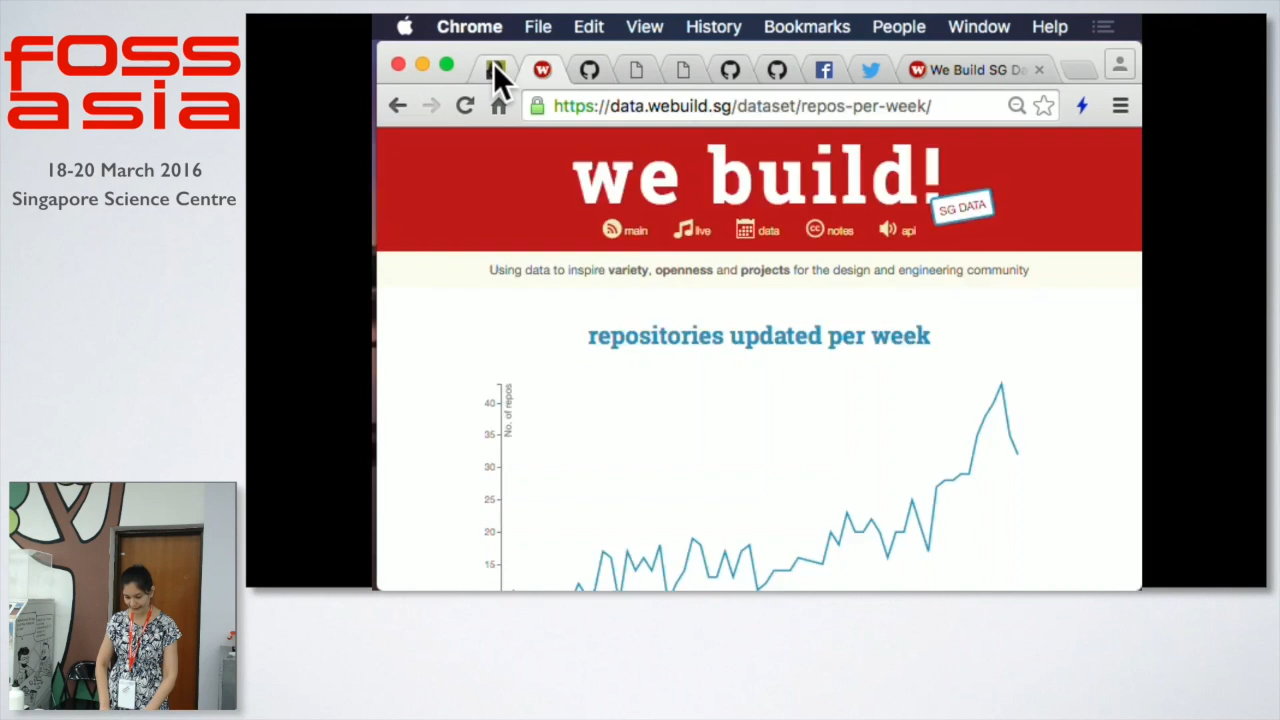 foss
asia
18-20 March 2016
Singapore Science Centre
Chrome File Edit View History Bookmarks People Window Help
We Build SG Da
https://data.webuild.sg/dataset/repos-per-week/
we build!
SG DATA
main live data notes api
Using data to inspire variety, openness and projects for the design and engineering community
repositories updated per week
No. of repos
40
35
30
25
20
15